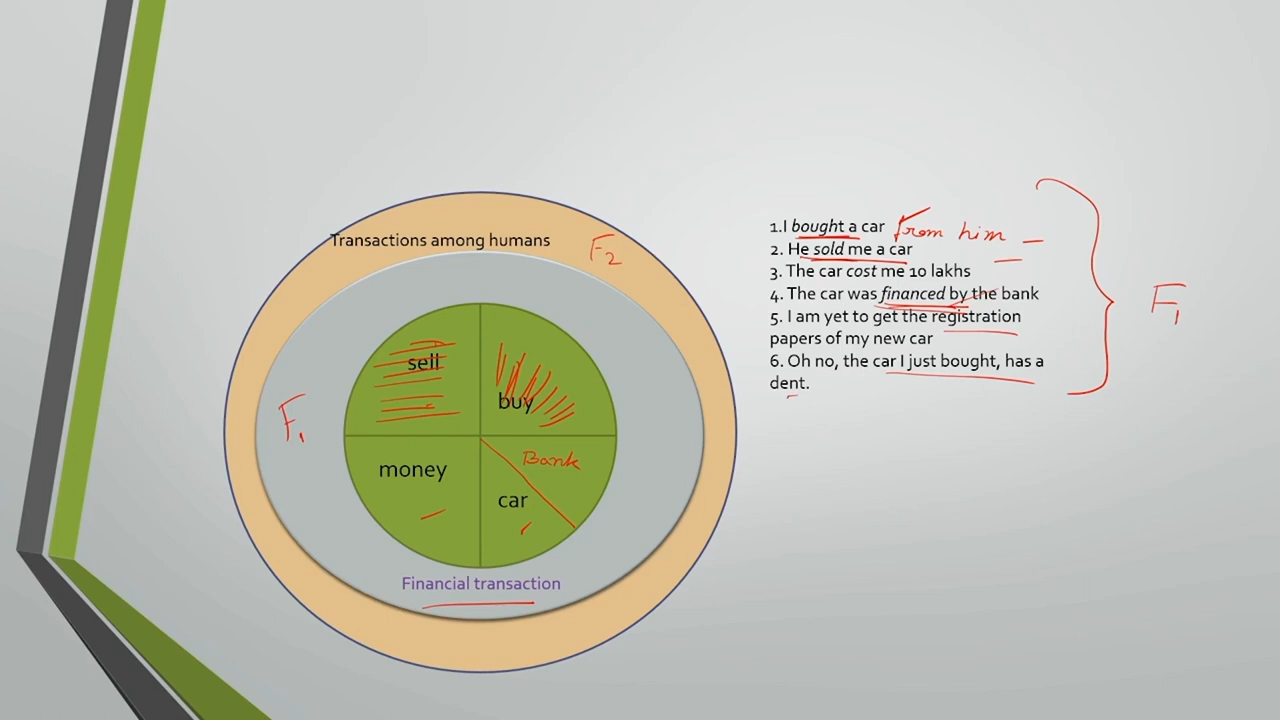 Transactions among humans
F2
sell
buy
F1
money
Bank
car
Financial transaction
1.I bought a car from him
2. He sold me a car
3. The car cost me 10 lakhs
4. The car was financed by the bank
5. I am yet to get the registration
papers of my new car
6. Oh no, the car I just bought, has a
dent.
F1